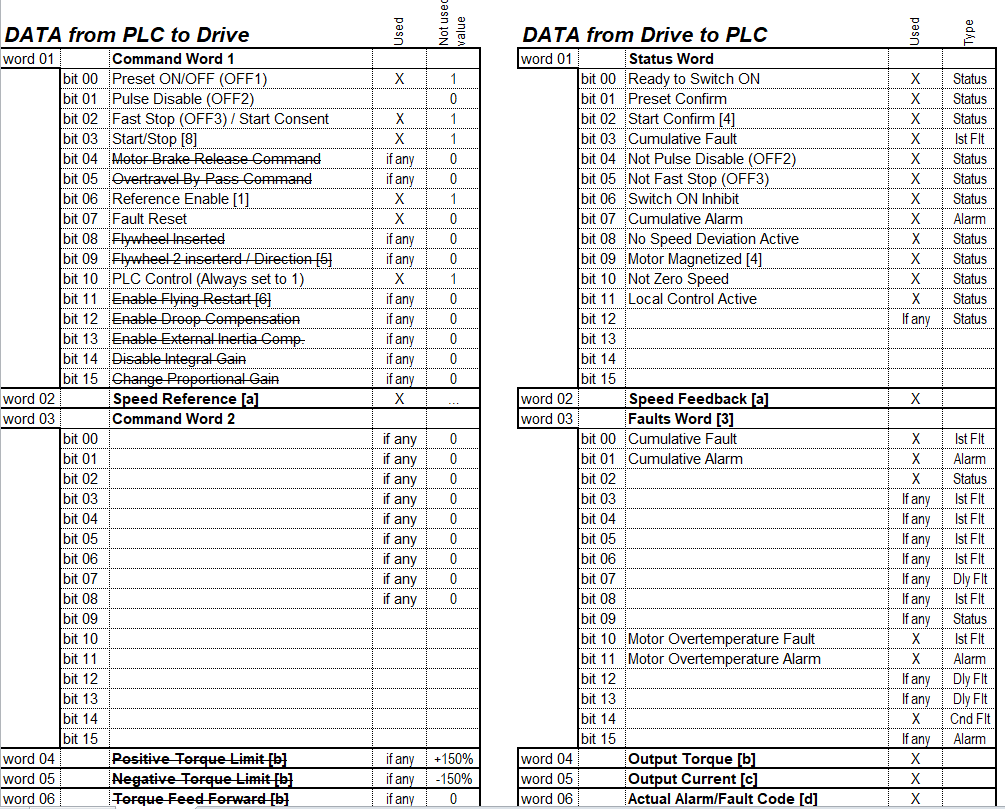 DATA from PLC to Drive Used Not used value
word 01 Command Word 1
bit 00 Preset ON/OFF (OFF1) X 1
bit 01 Pulse Disable (OFF2) 0
bit 02 Fast Stop (OFF3) / Start Consent X 1
bit 03 Start/Stop [8] X 1
bit 04 Motor Brake Release Command if any 0
bit 05 Overtravel By-Pass Command if any 0
bit 06 Reference Enable [1] X 1
bit 07 Fault Reset X 0
bit 08 Flywheel Inserted if any 0
bit 09 Flywheel 2 inserterd / Direction [5] if any 0
bit 10 PLC Control (Always set to 1) X 1
bit 11 Enable Flying Restart [6] if any 0
bit 12 Enable Droop Compensation if any 0
bit 13 Enable External Inertia Comp. if any 0
bit 14 Disable Integral Gain if any 0
bit 15 Change Proportional Gain if any 0
word 02 Speed Reference [a] X ...
word 03 Command Word 2
bit 00 if any 0
bit 01 if any 0
bit 02 if any 0
bit 03 if any 0
bit 04 if any 0
bit 05 if any 0
bit 06 if any 0
bit 07 if any 0
bit 08 if any 0
bit 09
bit 10
bit 11
bit 12
bit 13
bit 14
bit 15
word 04 Positive Torque Limit [b] if any +150%
word 05 Negative Torque Limit [b] if any -150%
word 06 Torque Feed Forward [b] if any 0
DATA from Drive to PLC Used Type
word 01 Status Word
bit 00 Ready to Switch ON X Status
bit 01 Preset Confirm X Status
bit 02 Start Confirm [4] X Status
bit 03 Cumulative Fault X Ist Flt
bit 04 Not Pulse Disable (OFF2) X Status
bit 05 Not Fast Stop (OFF3) X Status
bit 06 Switch ON Inhibit X Status
bit 07 Cumulative Alarm X Alarm
bit 08 No Speed Deviation Active X Status
bit 09 Motor Magnetized [4] X Status
bit 10 Not Zero Speed X Status
bit 11 Local Control Active X Status
bit 12 If any Status
bit 13
bit 14
bit 15
word 02 Speed Feedback [a] X
word 03 Faults Word [3]
bit 00 Cumulative Fault X Ist Flt
bit 01 Cumulative Alarm X Alarm
bit 02 X Status
bit 03 If any Ist Flt
bit 04 If any Ist Flt
bit 05 If any Ist Flt
bit 06 If any Ist Flt
bit 07 If any Dly Flt
bit 08 If any Ist Flt
bit 09 If any Status
bit 10 Motor Overtemperature Fault X Ist Flt
bit 11 Motor Overtemperature Alarm X Alarm
bit 12 If any Dly Flt
bit 13 If any Dly Flt
bit 14 X Cnd Flt
bit 15 If any Alarm
word 04 Output Torque [b] X
word 05 Output Current [c] X
word 06 Actual Alarm/Fault Code [d] X